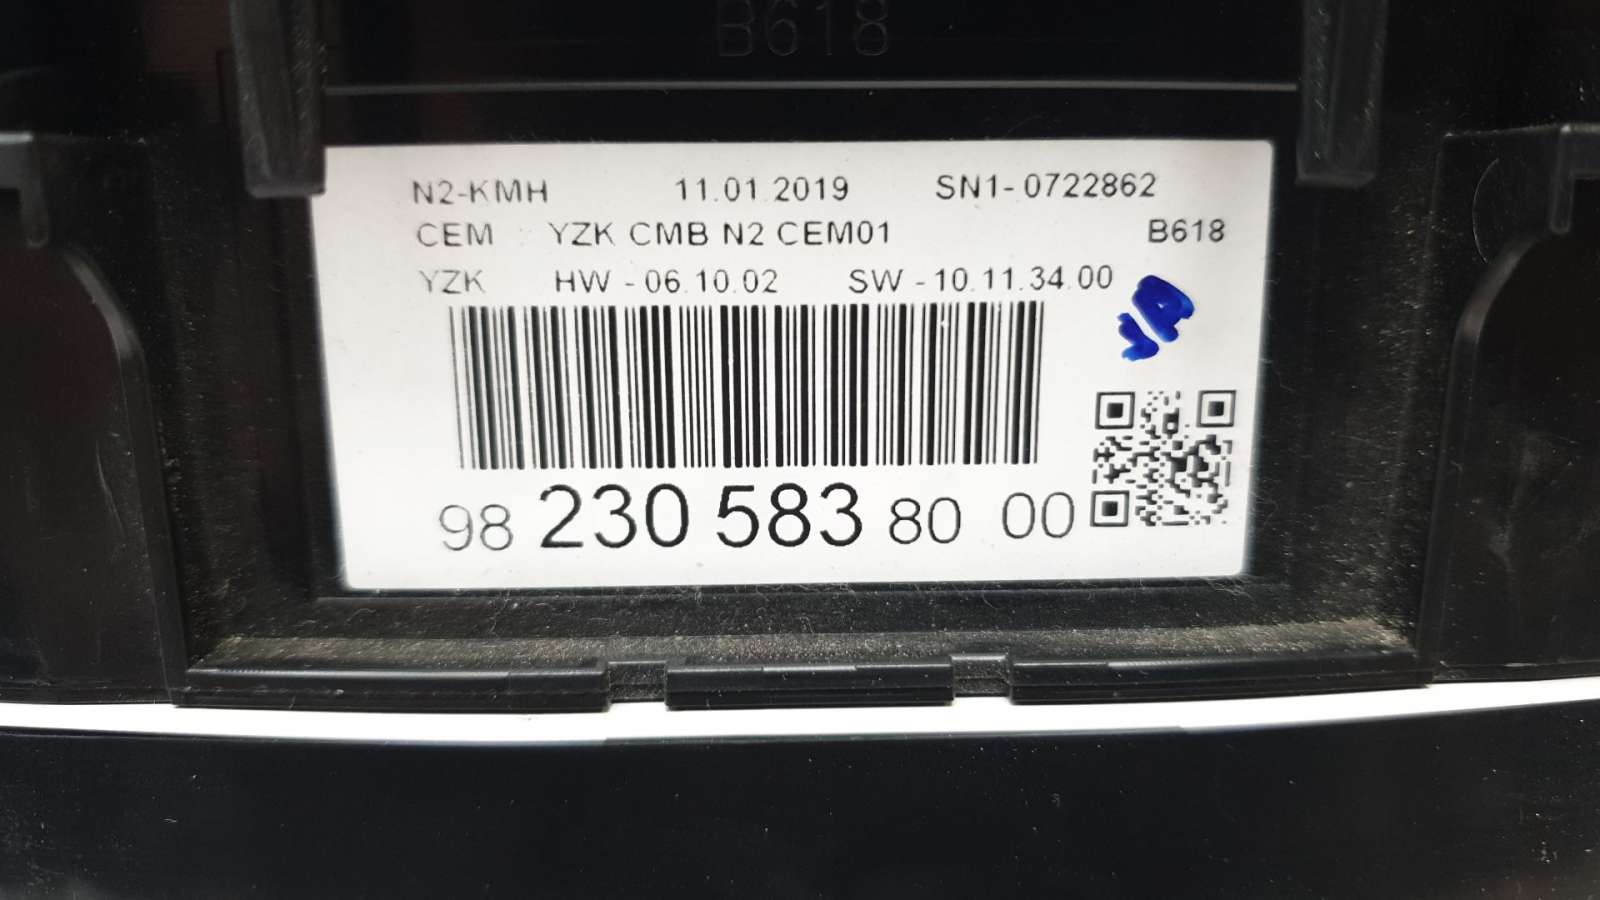 B618
N2-KMH 11.01.2019 SN1-0722862
CEM YZK CMB N2 CEM01 B618
YZK HW - 06.10.02 SW - 10.11.34.00
98 230 583 80 00